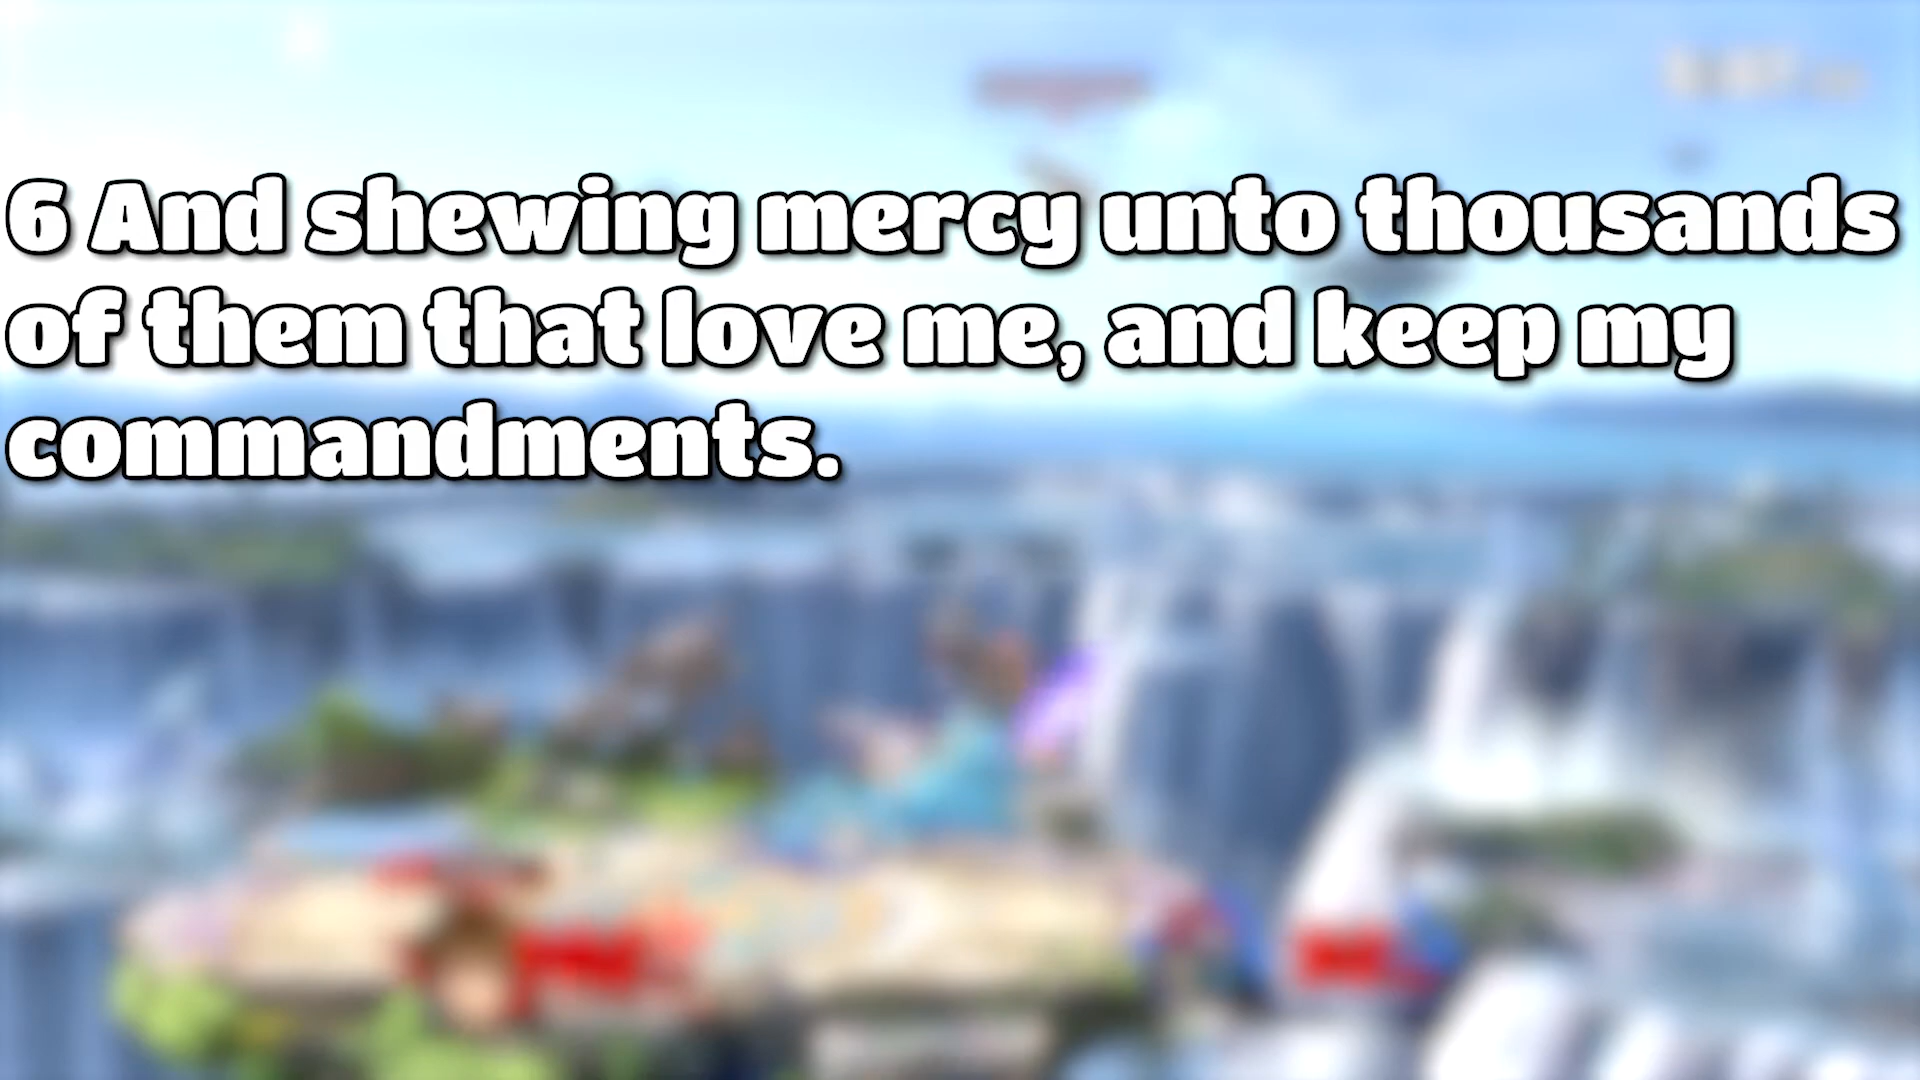 6 And shewing mercy unto thousands
of them that love me, and keep my
commandments.